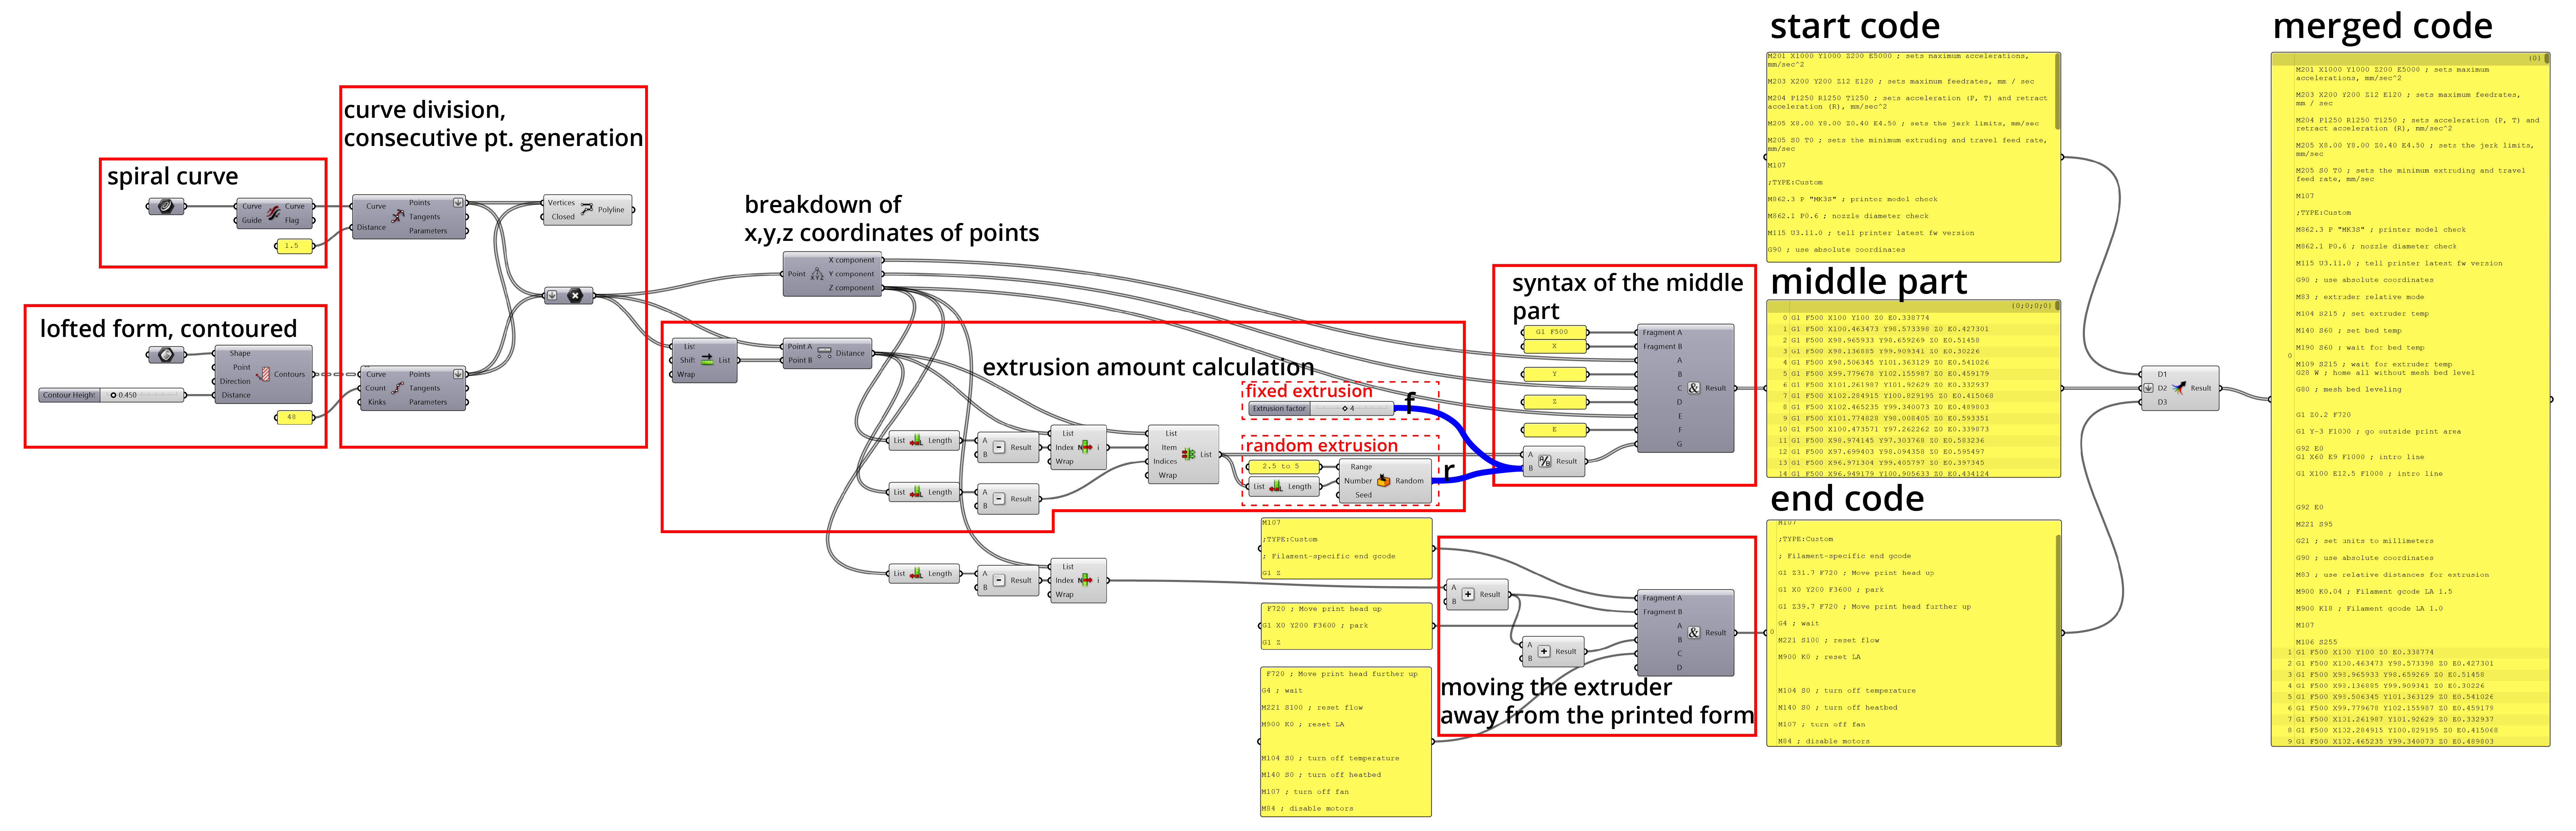 spiral curve
Curve
Guide
Curve
Flag
1.5
lofted form, contoured
Shape
Point
Direction
Distance
Contours
Contour Height
0.450
48
curve division,
consecutive pt. generation
Curve
Distance
Points
Tangents
Parameters
Vertices
Closed
Polyline
Curve
Count
Kinks
Points
Tangents
Parameters
breakdown of
x,y,z coordinates of points
Point
X component
Y component
Z component
List
Shift
Wrap
List
Point A
Point B
Distance
extrusion amount calculation
List
Length
A
B
Result
List
Index
Wrap
i
List
Length
A
B
Result
List
Item
Indices
Wrap
List
fixed extrusion
Extrusion factor
4
f
random extrusion
2.5 to 5
List
Length
Range
Number
Seed
Random
r
List
Length
A
B
Result
List
Index
Wrap
i
syntax of the middle
part
G1 F500
X
Y
Z
E
A
B
A/B
Result
Fragment A
Fragment B
A
B
C
D
E
F
G
&
Result
M107
;TYPE:Custom
; Filament-specific end gcode
G1 Z
F720 ; Move print head up
G1 X0 Y200 F3600 ; park
G1 Z
F720 ; Move print head further up
G4 ; wait
M221 S100 ; reset flow
M900 K0 ; reset LA
M104 S0 ; turn off temperature
M140 S0 ; turn off heatbed
M107 ; turn off fan
M84 ; disable motors
A
B
Result
A
B
Result
Fragment A
Fragment B
A
B
C
D
&
Result
moving the extruder
away from the printed form
start code
M201 X1000 Y1000 Z200 E5000 ; sets maximum accelerations,
mm/sec^2
M203 X200 Y200 Z12 E120 ; sets maximum feedrates, mm / sec
M204 P1250 R1250 T1250 ; sets acceleration (P, T) and retract
acceleration (R), mm/sec^2
M205 X8.00 Y8.00 Z0.40 E4.50 ; sets the jerk limits, mm/sec
M205 S0 T0 ; sets the minimum extruding and travel feed rate,
mm/sec
M107
;TYPE:Custom
M862.3 P "MK3S" ; printer model check
M862.1 P0.6 ; nozzle diameter check
M115 U3.11.0 ; tell printer latest fw version
G90 ; use absolute coordinates
middle part
{0;0;0;0}
0 G1 F500 X100 Y100 Z0 E0.338774
1 G1 F500 X100.463473 Y98.573398 Z0 E0.427301
2 G1 F500 X98.965933 Y98.659269 Z0 E0.51458
3 G1 F500 X98.136885 Y99.909341 Z0 E0.30226
4 G1 F500 X98.506345 Y101.363129 Z0 E0.541026
5 G1 F500 X99.779678 Y102.155987 Z0 E0.459179
6 G1 F500 X101.261987 Y101.92629 Z0 E0.332937
7 G1 F500 X102.284915 Y100.829195 Z0 E0.415068
8 G1 F500 X102.465235 Y99.340073 Z0 E0.489803
9 G1 F500 X101.774828 Y98.008405 Z0 E0.593351
10 G1 F500 X100.473571 Y97.262262 Z0 E0.339873
11 G1 F500 X98.974145 Y97.303768 Z0 E0.583236
12 G1 F500 X97.699403 Y98.094358 Z0 E0.595497
13 G1 F500 X96.971304 Y99.405797 Z0 E0.397345
14 G1 F500 X96.949179 Y100.905633 Z0 E0.434124
end code
M107
;TYPE:Custom
; Filament-specific end gcode
G1 Z31.7 F720 ; Move print head up
G1 X0 Y200 F3600 ; park
G1 Z39.7 F720 ; Move print head further up
G4 ; wait
0
M221 S100 ; reset flow
M900 K0 ; reset LA
M104 S0 ; turn off temperature
M140 S0 ; turn off heatbed
M107 ; turn off fan
M84 ; disable motors
D1
D2
D3
Result
merged code
{0}
M201 X1000 Y1000 Z200 E5000 ; sets maximum
accelerations, mm/sec^2
M203 X200 Y200 Z12 E120 ; sets maximum feedrates,
mm / sec
M204 P1250 R1250 T1250 ; sets acceleration (P, T) and
retract acceleration (R), mm/sec^2
M205 X8.00 Y8.00 Z0.40 E4.50 ; sets the jerk limits,
mm/sec
M205 S0 T0 ; sets the minimum extruding and travel
feed rate, mm/sec
M107
;TYPE:Custom
M862.3 P "MK3S" ; printer model check
M862.1 P0.6 ; nozzle diameter check
M115 U3.11.0 ; tell printer latest fw version
G90 ; use absolute coordinates
M83 ; extruder relative mode
M104 S215 ; set extruder temp
M140 S60 ; set bed temp
M190 S60 ; wait for bed temp
0
M109 S215 ; wait for extruder temp
G28 W ; home all without mesh bed level
G80 ; mesh bed leveling
G1 Z0.2 F720
G1 Y-3 F1000 ; go outside print area
G92 E0
G1 X60 E9 F1000 ; intro line
G1 X100 E12.5 F1000 ; intro line
G92 E0
M221 S95
G21 ; set units to millimeters
G90 ; use absolute coordinates
M83 ; use relative distances for extrusion
M900 K0.04 ; Filament gcode LA 1.5
M900 K18 ; Filament gcode LA 1.0
M107
M106 S255
1 G1 F500 X100 Y100 Z0 E0.338774
2 G1 F500 X100.463473 Y98.573398 Z0 E0.427301
3 G1 F500 X98.965933 Y98.659269 Z0 E0.51458
4 G1 F500 X98.136885 Y99.909341 Z0 E0.30226
5 G1 F500 X98.506345 Y101.363129 Z0 E0.541026
6 G1 F500 X99.779678 Y102.155987 Z0 E0.459179
7 G1 F500 X101.261987 Y101.92629 Z0 E0.332937
8 G1 F500 X102.284915 Y100.829195 Z0 E0.415068
9 G1 F500 X102.465235 Y99.340073 Z0 E0.489803